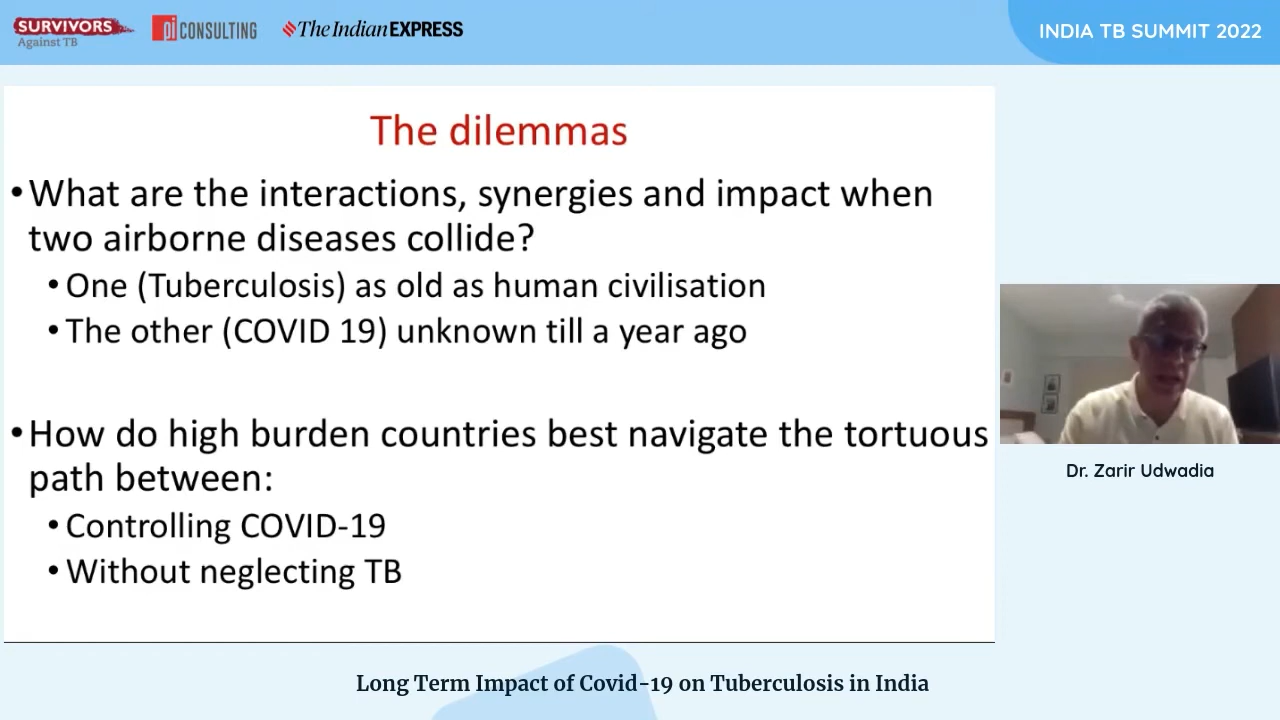 SURVIVORS
Against TB
pi CONSULTING
The Indian EXPRESS
INDIA TB SUMMIT 2022
The dilemmas
•What are the interactions, synergies and impact when
two airborne diseases collide?
•One (Tuberculosis) as old as human civilisation
•The other (COVID 19) unknown till a year ago
•How do high burden countries best navigate the tortuous
path between:
•Controlling COVID-19
•Without neglecting TB
Dr. Zarir Udwadia
Long Term Impact of Covid-19 on Tuberculosis in India